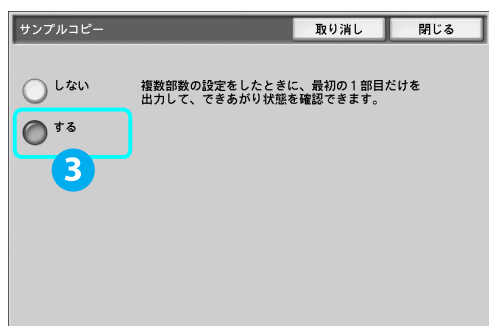 サンプルコピー 取り消し 閉じる
しない 複数部数の設定をしたときに、最初の1部目だけを
出力して、できあがり状態を確認できます。
する
3